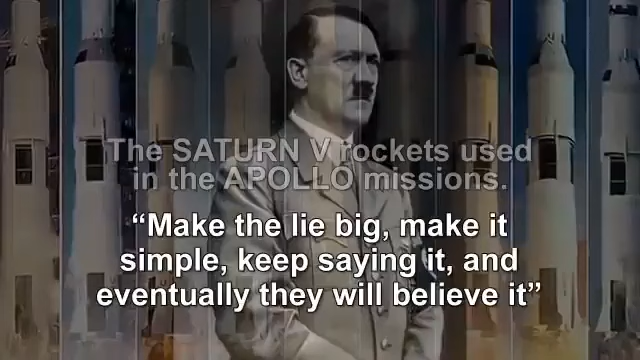 The SATURN V rockets used
in the APOLLO missions.
“Make the lie big, make it
simple, keep saying it, and
eventually they will believe it”